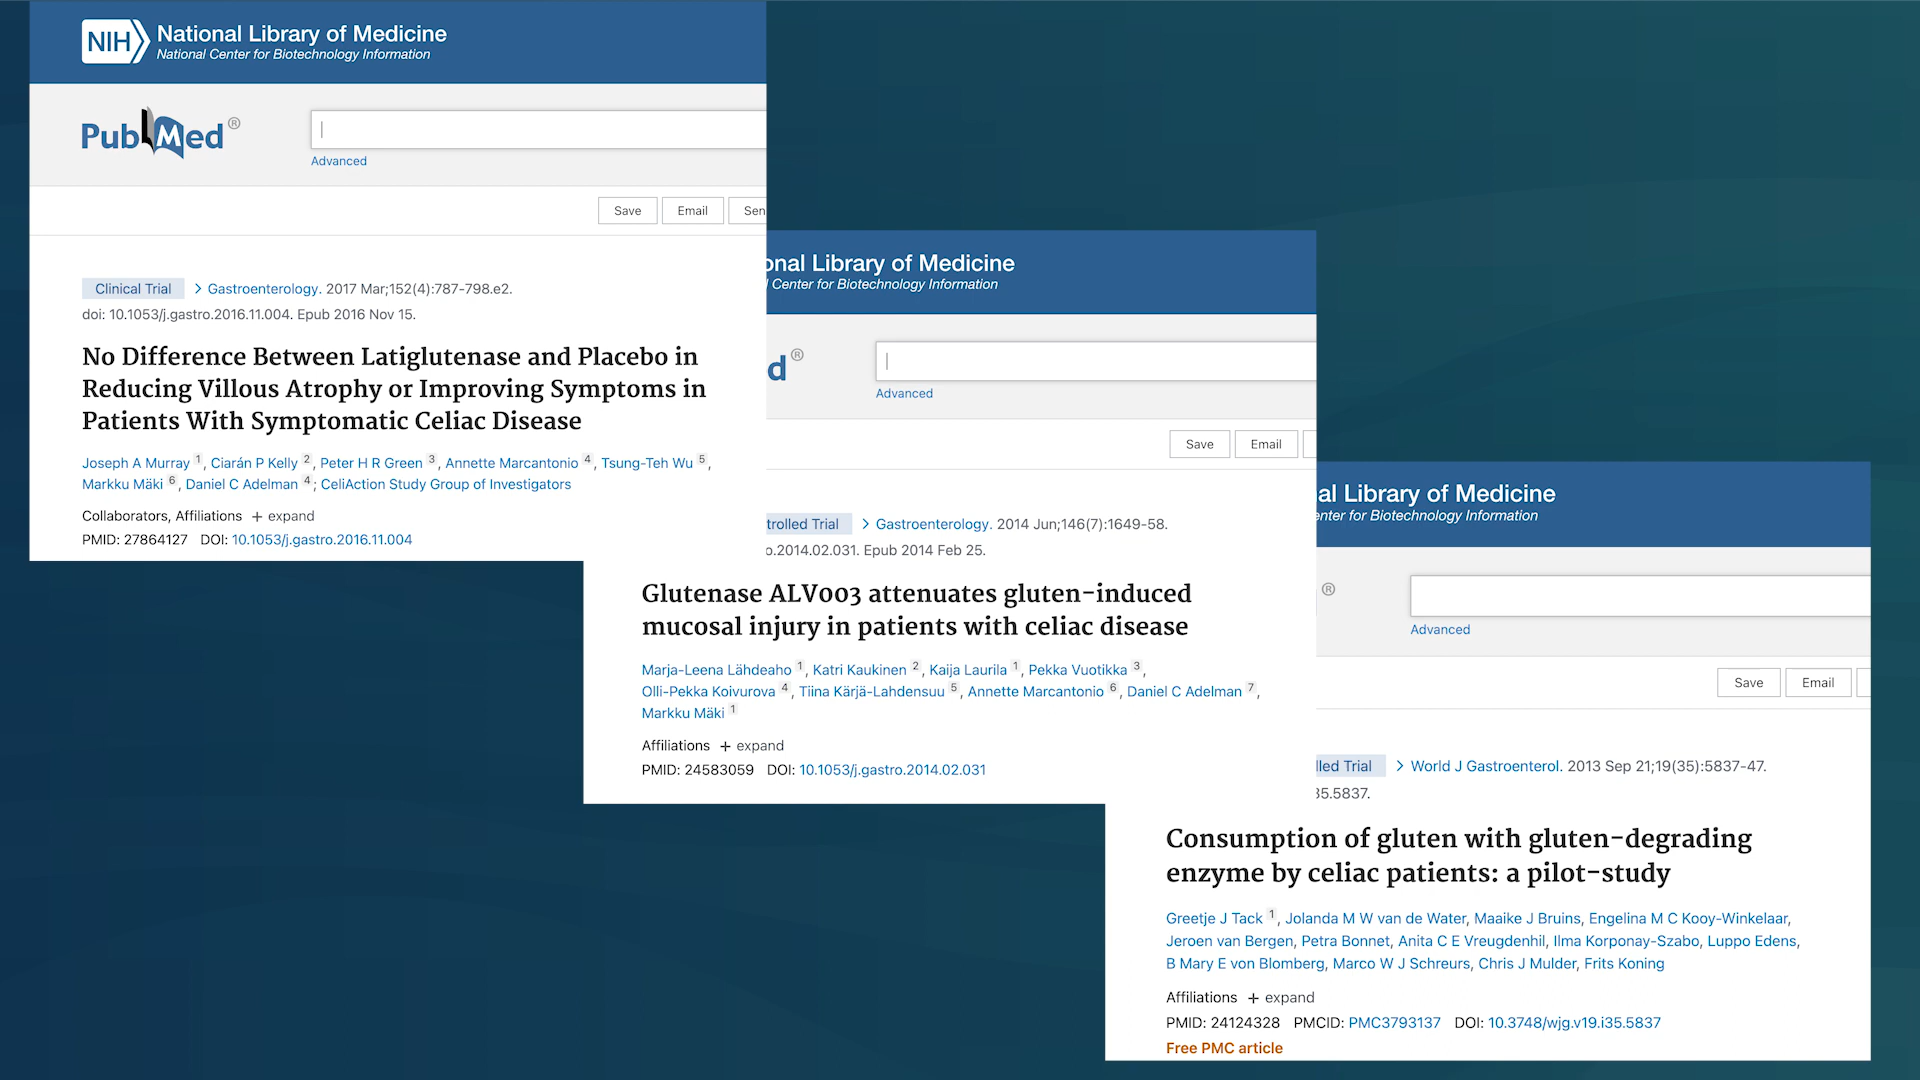 NIH National Library of Medicine
National Center for Biotechnology Information
PubMed®
Advanced
Save Email Sen
Clinical Trial > Gastroenterology. 2017 Mar;152(4):787-798.e2.
doi: 10.1053/j.gastro.2016.11.004. Epub 2016 Nov 15.
No Difference Between Latiglutenase and Placebo in
Reducing Villous Atrophy or Improving Symptoms in
Patients With Symptomatic Celiac Disease
Joseph A Murray 1, Ciarán P Kelly 2, Peter H R Green 3, Annette Marcantonio 4, Tsung-Teh Wu 5,
Markku Mäki 6, Daniel C Adelman 4; CeliAction Study Group of Investigators
Collaborators, Affiliations + expand
PMID: 27864127 DOI: 10.1053/j.gastro.2016.11.004
onal Library of Medicine
l Center for Biotechnology Information
d®
Advanced
Save Email
trolled Trial > Gastroenterology. 2014 Jun;146(7):1649-58.
o.2014.02.031. Epub 2014 Feb 25.
Glutenase ALV003 attenuates gluten-induced
mucosal injury in patients with celiac disease
Marja-Leena Lähdeaho 1, Katri Kaukinen 2, Kaija Laurila 1, Pekka Vuotikka 3,
Olli-Pekka Koivurova 4, Tiina Kärjä-Lahdensuu 5, Annette Marcantonio 6, Daniel C Adelman 7,
Markku Mäki 1
Affiliations + expand
PMID: 24583059 DOI: 10.1053/j.gastro.2014.02.031
al Library of Medicine
enter for Biotechnology Information
®
Advanced
Save Email
lled Trial > World J Gastroenterol. 2013 Sep 21;19(35):5837-47.
35.5837.
Consumption of gluten with gluten-degrading
enzyme by celiac patients: a pilot-study
Greetje J Tack 1, Jolanda M W van de Water, Maaike J Bruins, Engelina M C Kooy-Winkelaar,
Jeroen van Bergen, Petra Bonnet, Anita C E Vreugdenhil, Ilma Korponay-Szabo, Luppo Edens,
B Mary E von Blomberg, Marco W J Schreurs, Chris J Mulder, Frits Koning
Affiliations + expand
PMID: 24124328 PMCID: PMC3793137 DOI: 10.3748/wjg.v19.i35.5837
Free PMC article